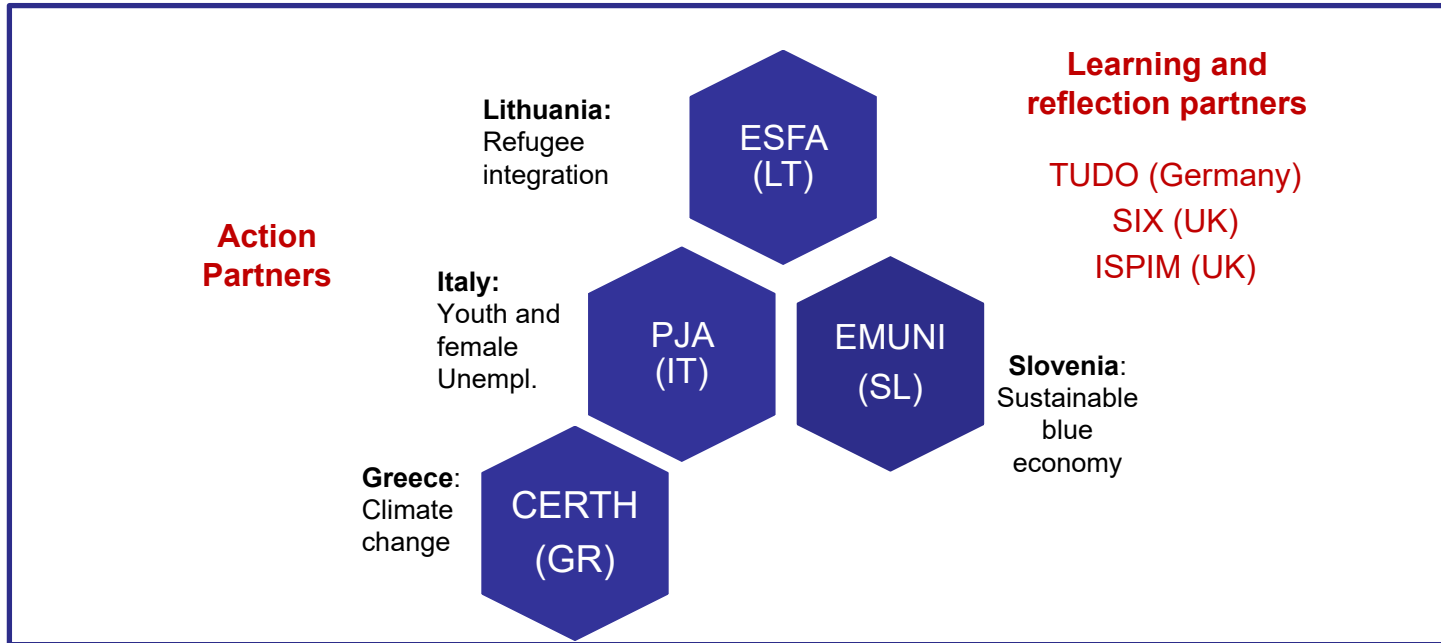 Action
Partners
Lithuania:
Refugee
integration
ESFA
(LT)
Italy:
Youth and
female
Unempl.
PJA
(IT)
EMUNI
(SL)
Slovenia:
Sustainable
blue
economy
Greece:
Climate
change
CERTH
(GR)
Learning and
reflection partners
TUDO (Germany)
SIX (UK)
ISPIM (UK)